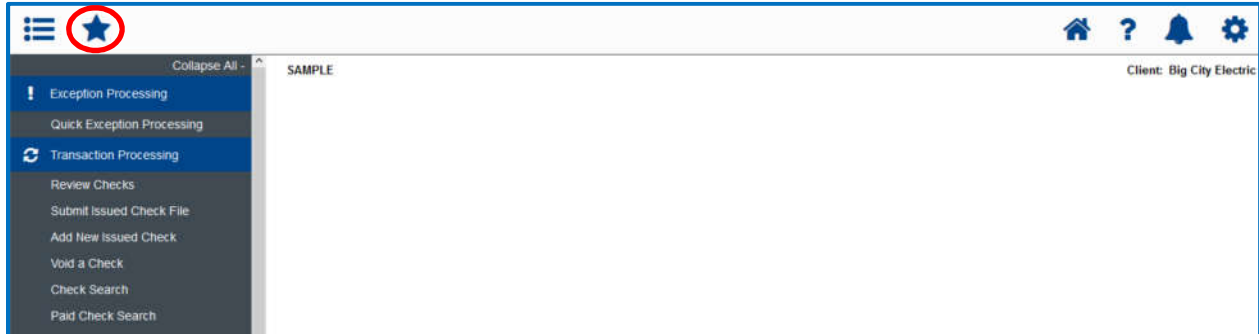 ?
Collapse All -
SAMPLE
Client: Big City Electric
! Exception Processing
Quick Exception Processing
Transaction Processing
Review Checks
Submit Issued Check File
Add New Issued Check
Void a Check
Check Search
Paid Check Search